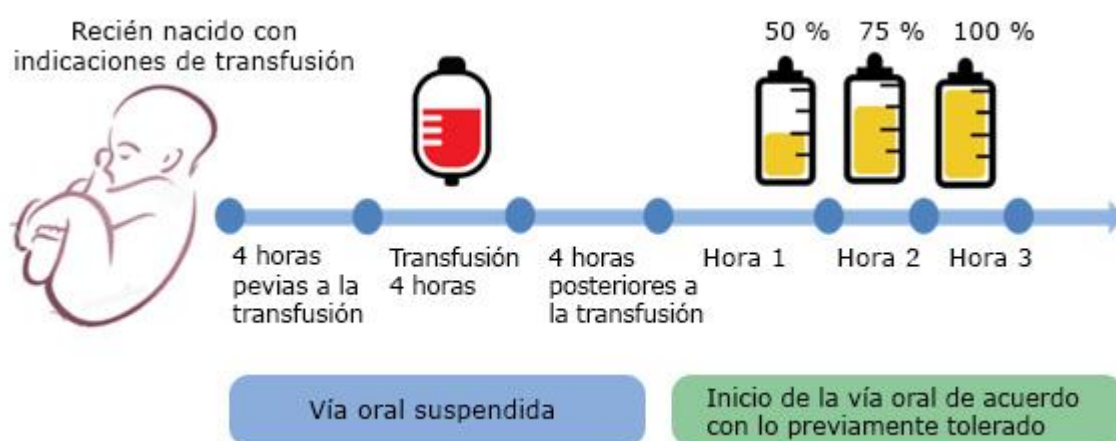 Recién nacido con
indicaciones de transfusión
50 %
75 %
100 %
4 horas
pevias a la
transfusión
Transfusión
4 horas
4 horas
posteriores a
la transfusión
Hora 1
Hora 2
Hora 3
Vía oral suspendida
Inicio de la vía oral de acuerdo
con lo previamente tolerado